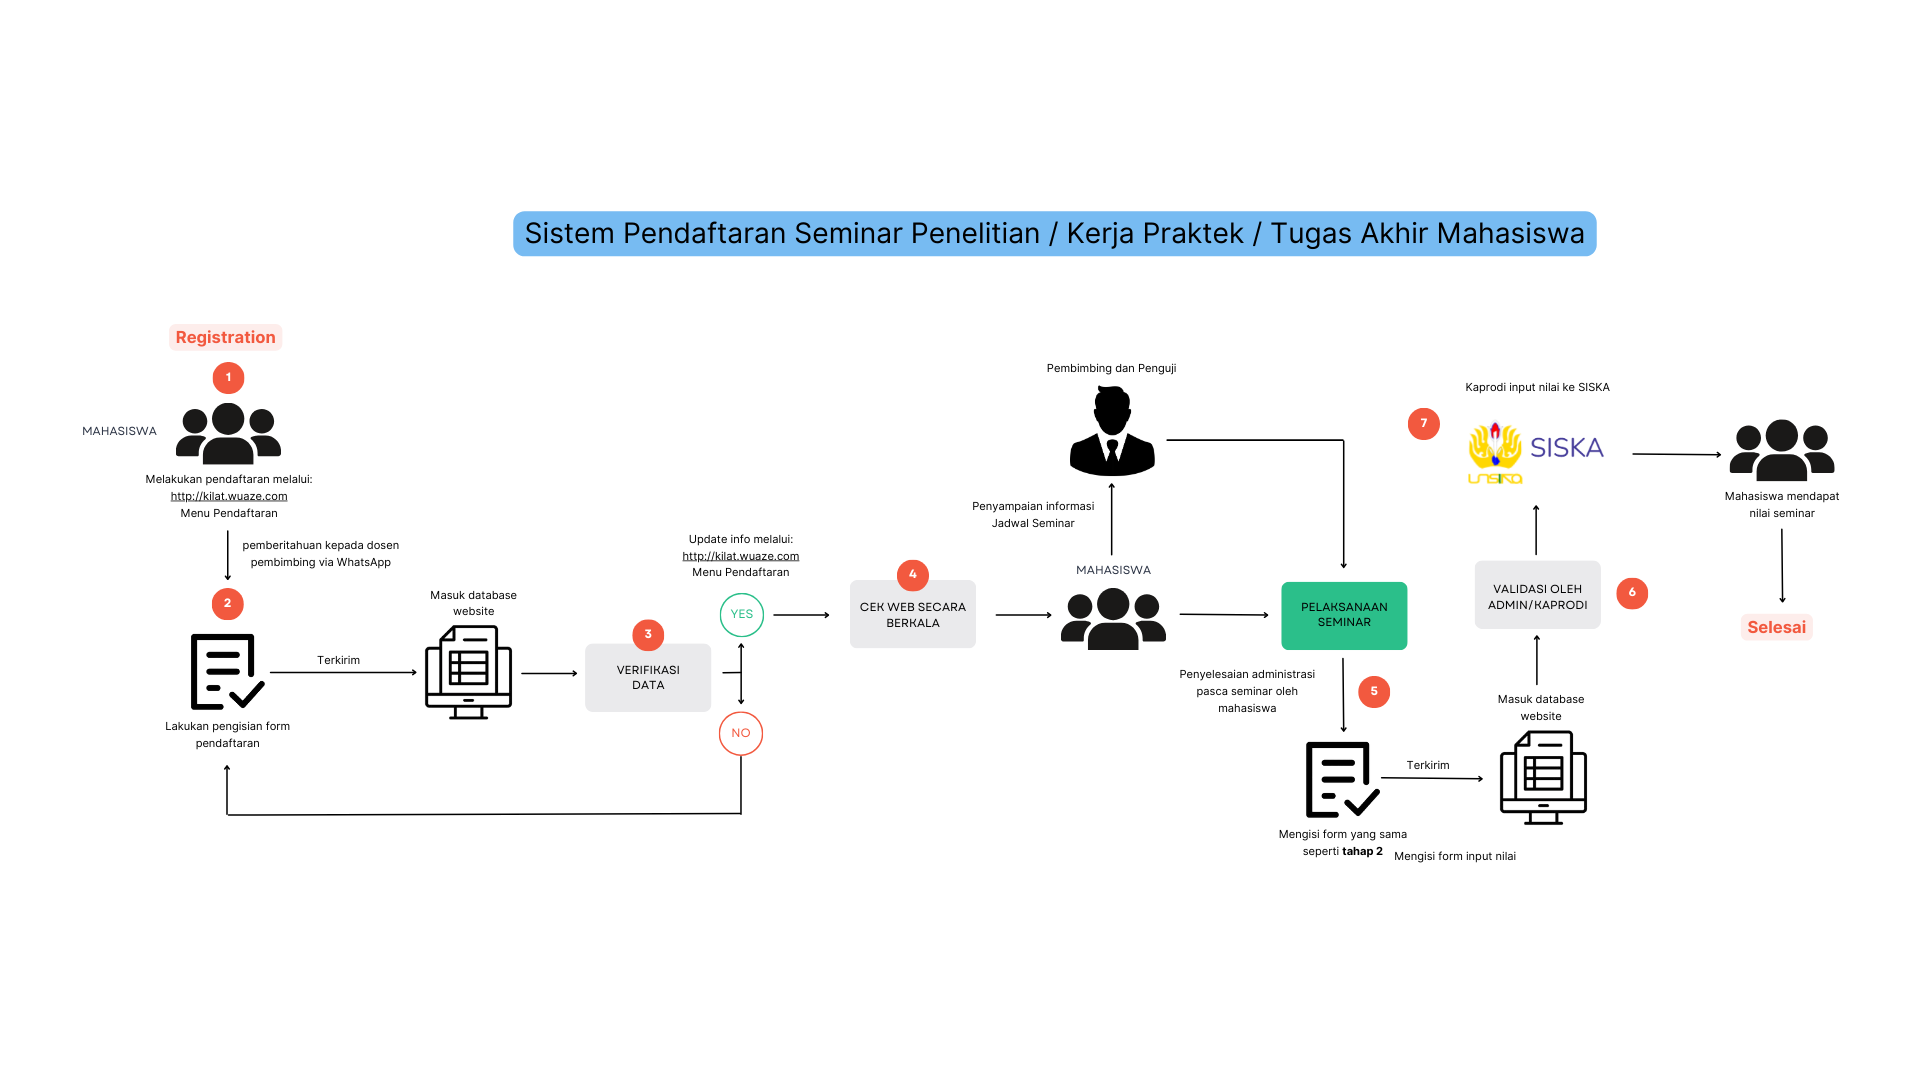 Sistem Pendaftaran Seminar Penelitian / Kerja Praktek / Tugas Akhir Mahasiswa
Registration
1
MAHASISWA
Melakukan pendaftaran melalui:
http://kilat.wuaze.com
Menu Pendaftaran
pemberitahuan kepada dosen
pembimbing via WhatsApp
2
Lakukan pengisian form
pendaftaran
Terkirim
Masuk database
website
3
VERIFIKASI
DATA
Update info melalui:
http://kilat.wuaze.com
Menu Pendaftaran
YES
NO
4
CEK WEB SECARA
BERKALA
Pembimbing dan Penguji
Penyampaian informasi
Jadwal Seminar
MAHASISWA
PELAKSANAAN
SEMINAR
Penyelesaian administrasi
pasca seminar oleh
mahasiswa
5
Mengisi form yang sama
seperti tahap 2
Mengisi form input nilai
Terkirim
Masuk database
website
VALIDASI OLEH
ADMIN/KAPRODI
6
7
Kaprodi input nilai ke SISKA
UNSIKA
SISKA
Mahasiswa mendapat
nilai seminar
Selesai